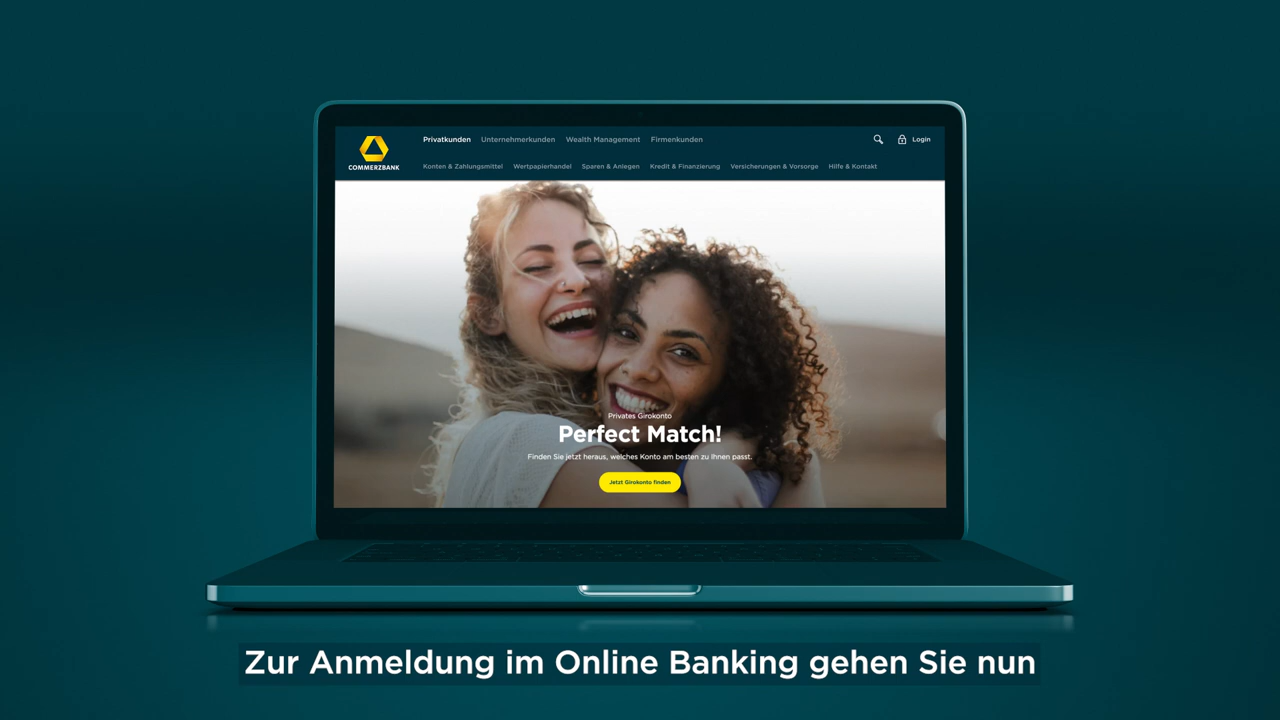 COMMERZBANK
Privatkunden Unternehmerkunden Wealth Management Firmenkunden
Login
Konten & Zahlungsmittel Wertpapierhandel Sparen & Anlegen Kredit & Finanzierung Versicherungen & Vorsorge Hilfe & Kontakt
Privates Girokonto
Perfect Match!
Finden Sie jetzt heraus, welches Konto am besten zu Ihnen passt.
Jetzt Girokonto finden
Zur Anmeldung im Online Banking gehen Sie nun